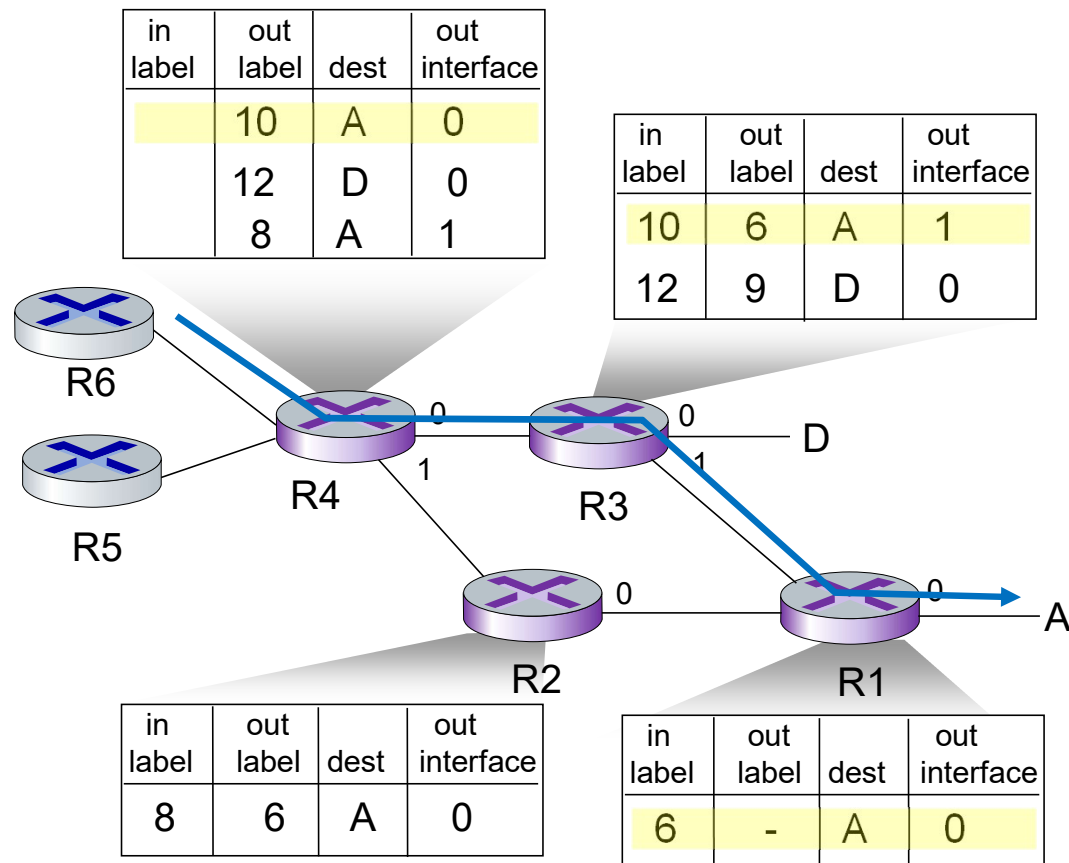 in out out
label label dest interface
10 A 0
12 D 0
8 A 1
in out out
label label dest interface
10 6 A 1
12 9 D 0
R6
0
0
D
R4
1
R3
1
R5
0
0
A
R2
R1
in out out
label label dest interface
8 6 A 0
in out out
label label dest interface
6 - A 0